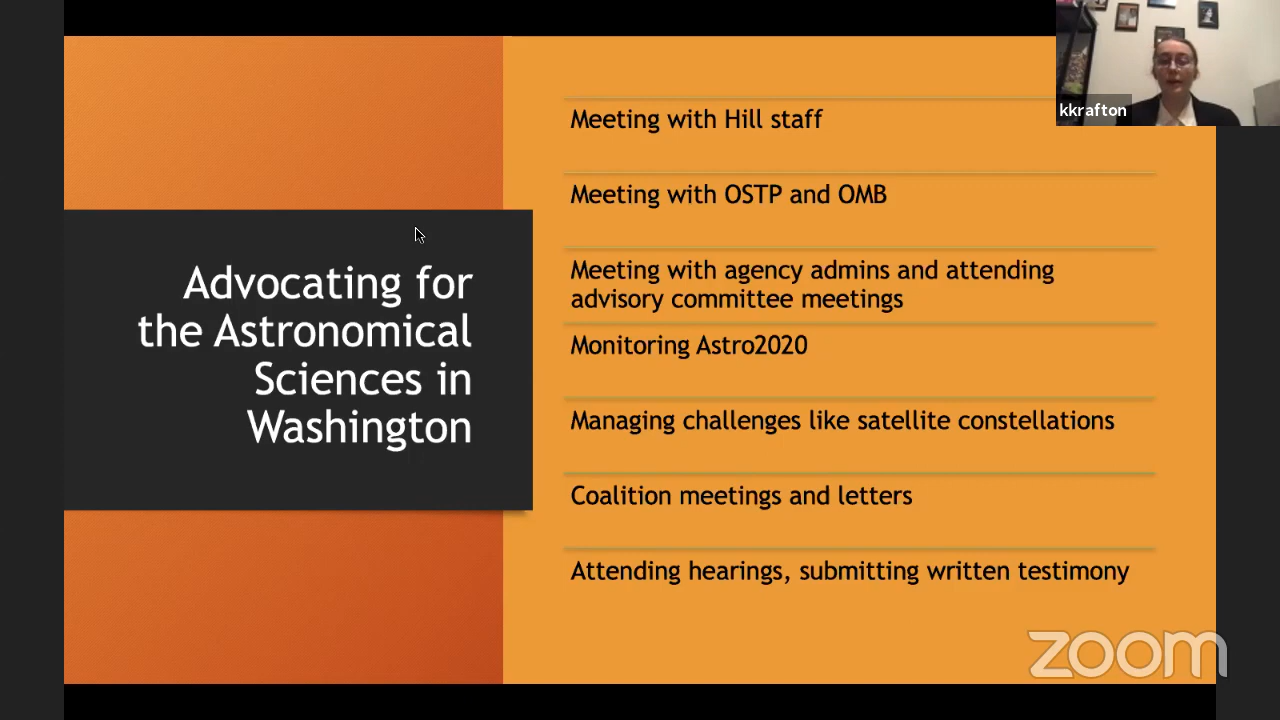 Advocating for
the Astronomical
Sciences in
Washington
Meeting with Hill staff
Meeting with OSTP and OMB
Meeting with agency admins and attending
advisory committee meetings
Monitoring Astro2020
Managing challenges like satellite constellations
Coalition meetings and letters
Attending hearings, submitting written testimony
kkrafton
zoom